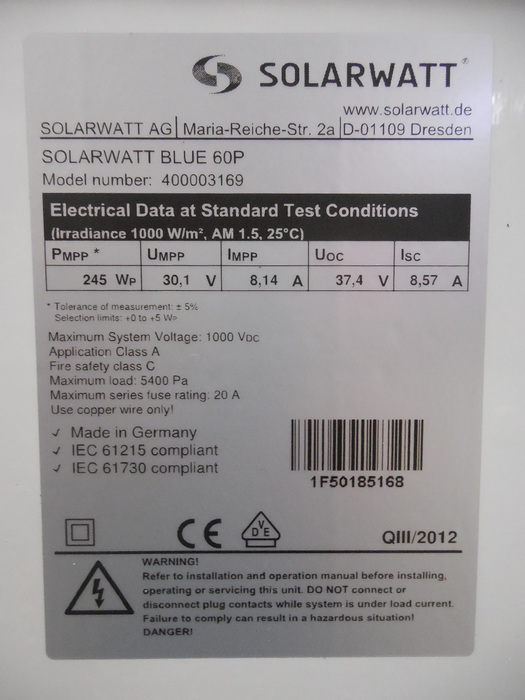 SOLARWATT®
www.solarwatt.de
SOLARWATT AG | Maria-Reiche-Str. 2a | D-01109 Dresden
SOLARWATT BLUE 60P
Model number: 400003169
Electrical Data at Standard Test Conditions
(Irradiance 1000 W/m², AM 1.5, 25°C)
PMPP * UMPP IMPP UOC ISC
245 WP 30,1 V 8,14 A 37,4 V 8,57 A
* Tolerance of measurement: ± 5%
Selection limits: +0 to +5 WP
Maximum System Voltage: 1000 VDC
Application Class A
Fire safety class C
Maximum load: 5400 Pa
Maximum series fuse rating: 20 A
Use copper wire only!
✓ Made in Germany
✓ IEC 61215 compliant
✓ IEC 61730 compliant
1F50185168
CE VDE QIII/2012
WARNING!
Refer to installation and operation manual before installing,
operating or servicing this unit. DO NOT connect or
disconnect plug contacts while system is under load current.
Failure to comply can result in a hazardous situation!
DANGER!